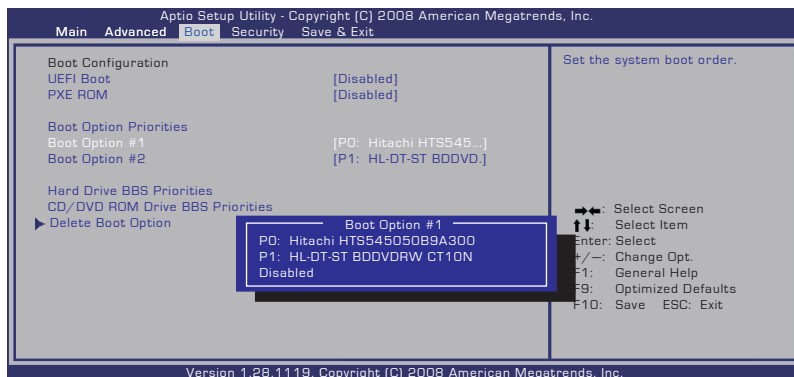 Aptio Setup Utility - Copyright (C) 2008 American Megatrends, Inc.
Main Advanced Boot Security Save & Exit
Boot Configuration
UEFI Boot [Disabled]
PXE ROM [Disabled]
Boot Option Priorities
Boot Option #1 [P0: Hitachi HTS545...]
Boot Option #2 [P1: HL-DT-ST BDDVD.]
Hard Drive BBS Priorities
CD/DVD ROM Drive BBS Priorities
Delete Boot Option
Boot Option #1
P0: Hitachi HTS545050B9A300
P1: HL-DT-ST BDDVDRW CT10N
Disabled
Set the system boot order.
: Select Screen
: Select Item
Enter: Select
+/—: Change Opt.
F1: General Help
F9: Optimized Defaults
F10: Save ESC: Exit
Version 1.28.1119. Copyright (C) 2008 American Megatrends, Inc.